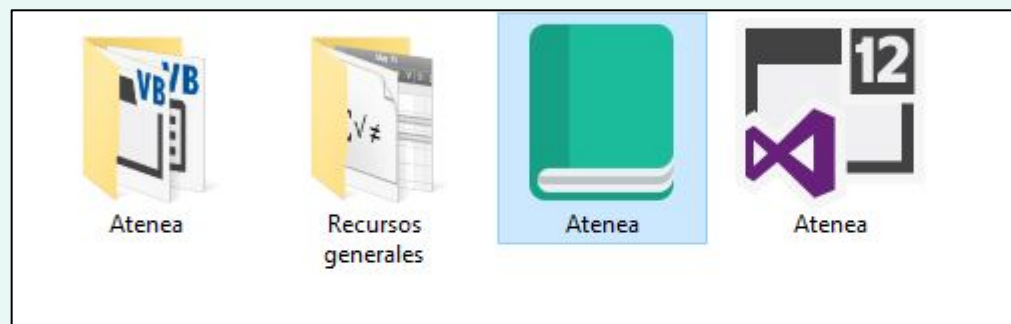 VB
VB
√≠
12
Atenea
Recursos
generales
Atenea
Atenea